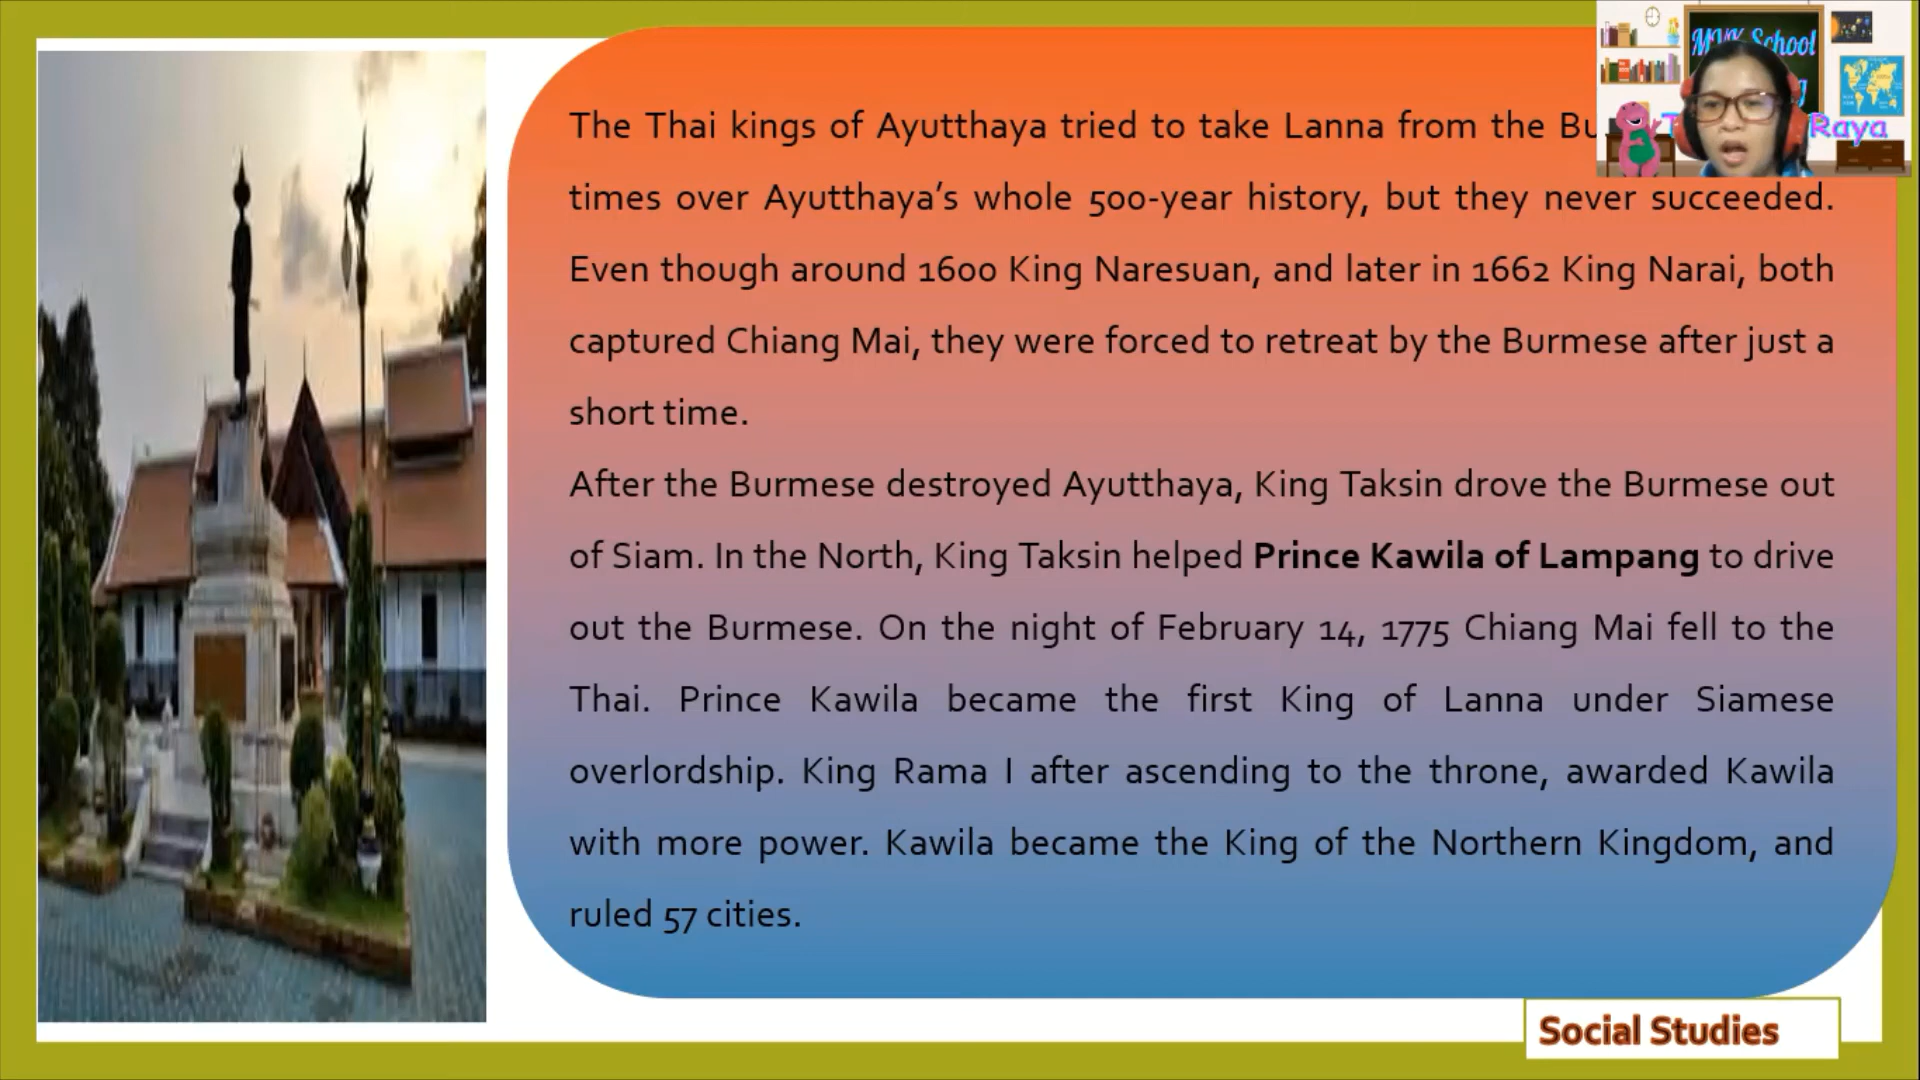 MVK School
Raya
The Thai kings of Ayutthaya tried to take Lanna from the
times over Ayutthaya’s whole 500-year history, but they never succeeded.
Even though around 1600 King Naresuan, and later in 1662 King Narai, both
captured Chiang Mai, they were forced to retreat by the Burmese after just a
short time.
After the Burmese destroyed Ayutthaya, King Taksin drove the Burmese out
of Siam. In the North, King Taksin helped Prince Kawila of Lampang to drive
out the Burmese. On the night of February 14, 1775 Chiang Mai fell to the
Thai. Prince Kawila became the first King of Lanna under Siamese
overlordship. King Rama I after ascending to the throne, awarded Kawila
with more power. Kawila became the King of the Northern Kingdom, and
ruled 57 cities.
Social Studies